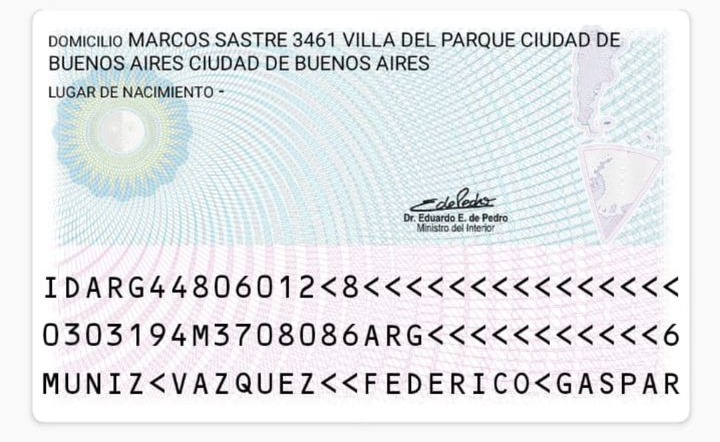 DOMICILIO MARCOS SASTRE 3461 VILLA DEL PARQUE CIUDAD DE
BUENOS AIRES CIUDAD DE BUENOS AIRES
LUGAR DE NACIMIENTO -
EdePedro
Dr. Eduardo E. de Pedro
Ministro del Interior
IDARG44806012<8<<<<<<<<<<<<<<<
0303194M3708086ARG<<<<<<<<<<<6
MUNIZ<VAZQUEZ<<FEDERICO<GASPAR